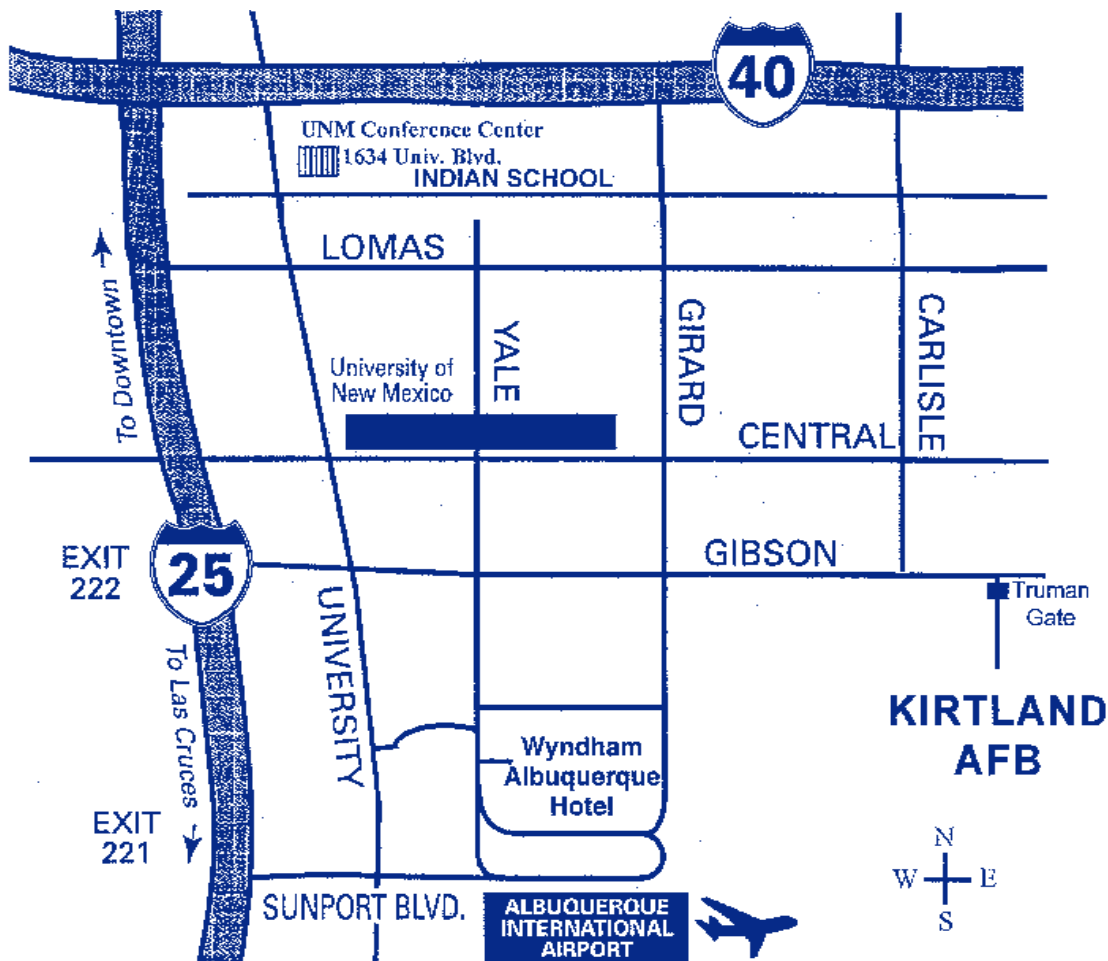 40
UNM Conference Center
1634 Univ. Blvd.
INDIAN SCHOOL
LOMAS
To Downtown
YALE
GIRARD
CARLISLE
University of
New Mexico
CENTRAL
EXIT
222
25
GIBSON
UNIVERSITY
Truman
Gate
To Las Cruces
KIRTLAND
AFB
Wyndham
Albuquerque
Hotel
EXIT
221
N
W E
S
SUNPORT BLVD.
ALBUQUERQUE
INTERNATIONAL
AIRPORT